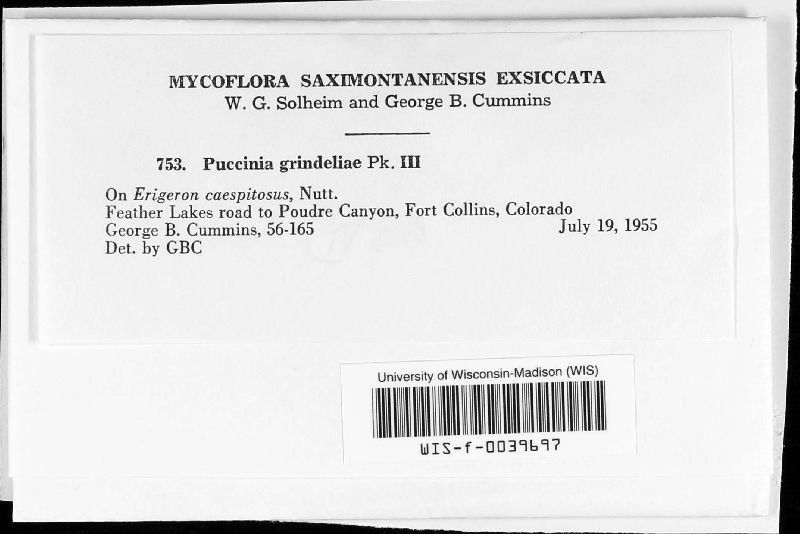 MYCOFLORA SAXIMONTANENSIS EXSICCATA
W. G. Solheim and George B. Cummins
753. Puccinia grindeliae Pk. III
On Erigeron caespitosus, Nutt.
Feather Lakes road to Poudre Canyon, Fort Collins, Colorado
George B. Cummins, 56-165 July 19, 1955
Det. by GBC
University of Wisconsin-Madison (WIS)
WIS-f-0039697